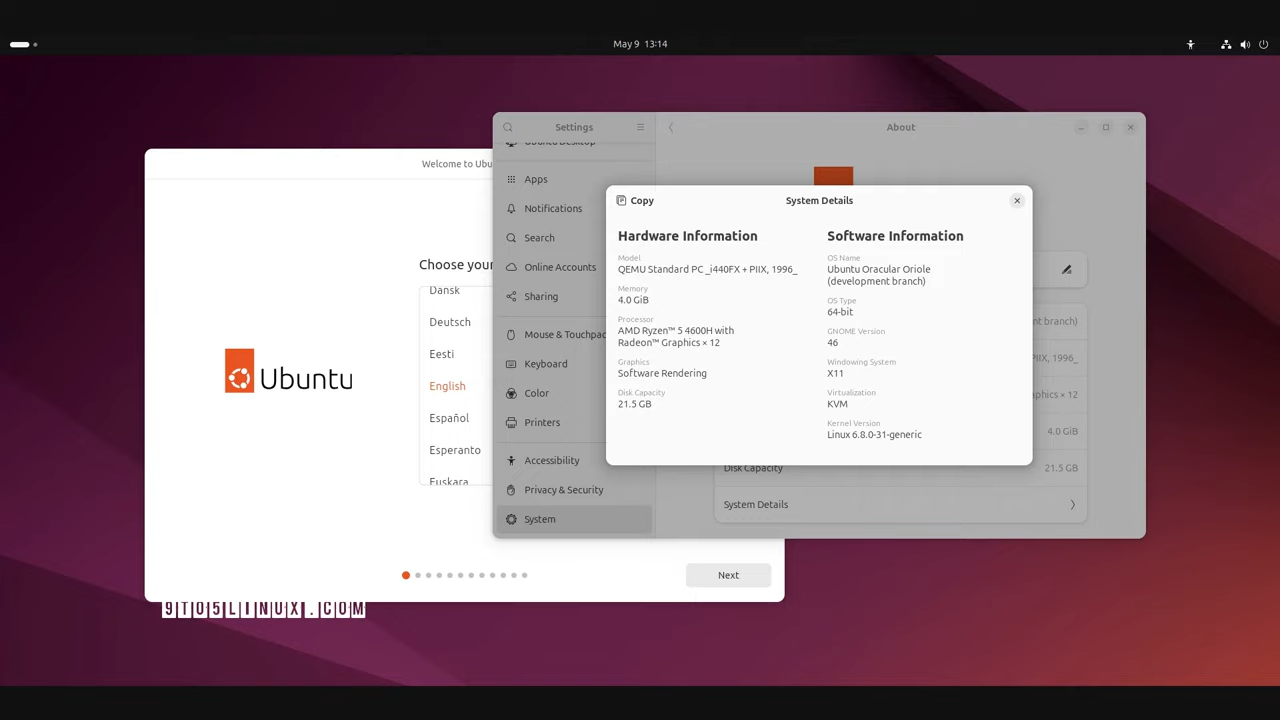 May 9 13:14
Settings
About
Welcome to Ubu
Ubuntu Desktop
Apps
Notifications
Search
Online Accounts
Sharing
Mouse & Touchpad
Keyboard
Color
Printers
Accessibility
Privacy & Security
System
Choose your
Dansk
Deutsch
Eesti
English
Español
Esperanto
Euskara
Ubuntu
Copy
System Details
Hardware Information
Model
QEMU Standard PC _i440FX + PIIX, 1996_
Memory
4.0 GiB
Processor
AMD Ryzen™ 5 4600H with
Radeon™ Graphics × 12
Graphics
Software Rendering
Disk Capacity
21.5 GB
Software Information
OS Name
Ubuntu Oracular Oriole
(development branch)
OS Type
64-bit
GNOME Version
46
Windowing System
X11
Virtualization
KVM
Kernel Version
Linux 6.8.0-31-generic
nt branch)
PIIX, 1996_
aphics × 12
4.0 GiB
Disk Capacity
21.5 GB
System Details
Next
9TO5LINUX.COM